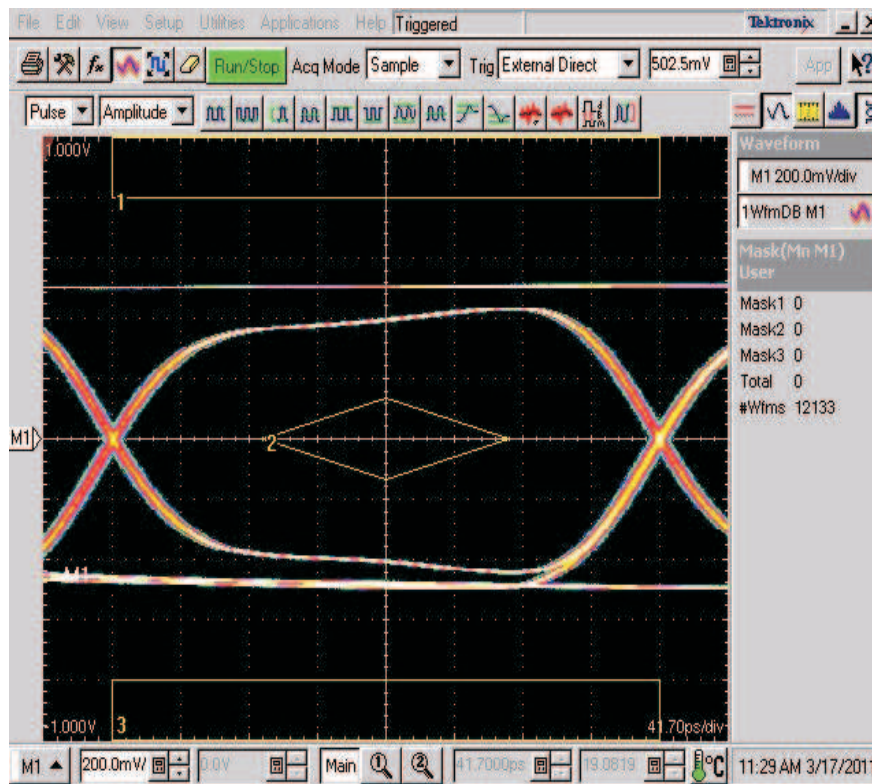 File Edit View Setup Utilities Applications Help Triggered Tektronix
Run/Stop Acq Mode Sample Trig External Direct 502.5mV App
Pulse Amplitude
1.000V
Waveform
1
M1 200.0mV/div
1WfmDB M1
Mask(Mn M1)
User
Mask1 0
Mask2 0
Mask3 0
Total 0
#Wfms 12133
M1
2
M1
-1.000V 3 41.70ps/div
M1 200.0mV/ 0.0V Main 1 2 41.7000ps 19.0819 °C 11:29 AM 3/17/2011